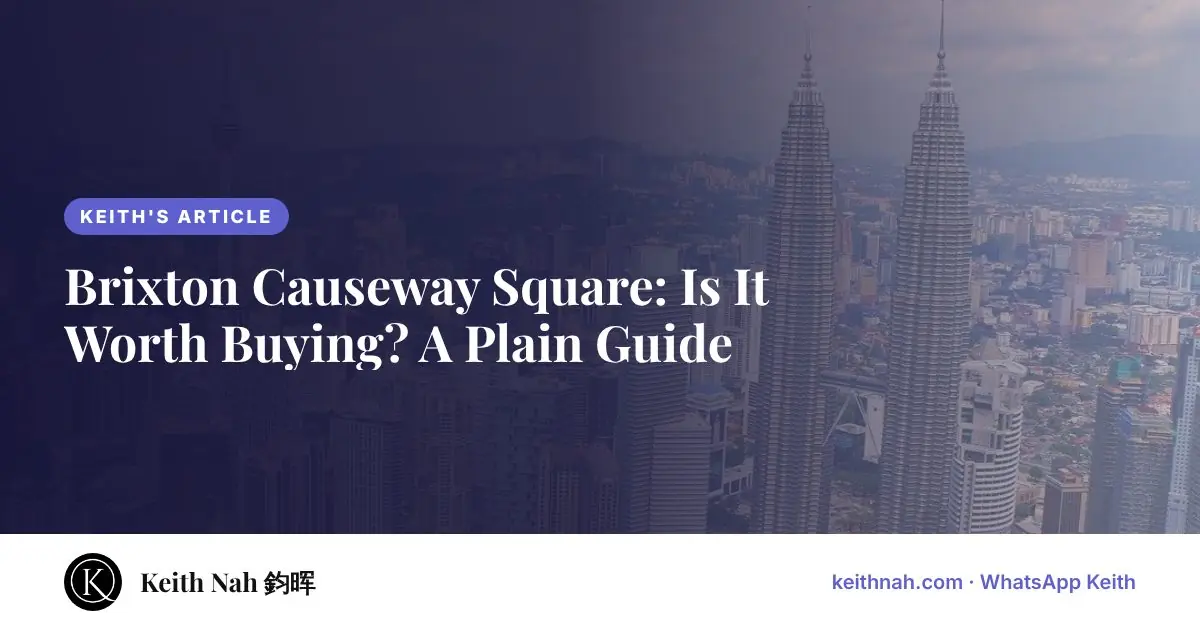 KEITH'S ARTICLE
Brixton Causeway Square: Is It
Worth Buying? A Plain Guide
K
Keith Nah 鈞晖
keithnah.com · WhatsApp Keith